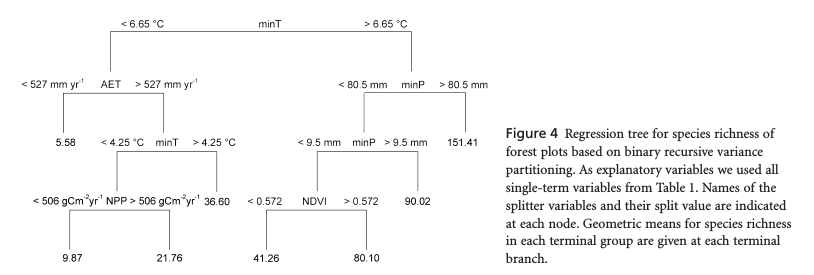 < 6.65 °C minT > 6.65 °C
< 527 mm yr⁻¹ AET > 527 mm yr⁻¹ < 80.5 mm minP > 80.5 mm
5.58 < 4.25 °C minT > 4.25 °C < 9.5 mm minP > 9.5 mm 151.41
< 506 gCm⁻²yr⁻¹ NPP > 506 gCm⁻²yr⁻¹ 36.60 < 0.572 NDVI > 0.572 90.02
9.87 21.76 41.26 80.10
Figure 4 Regression tree for species richness of
forest plots based on binary recursive variance
partitioning. As explanatory variables we used all
single-term variables from Table 1. Names of the
splitter variables and their split value are indicated
at each node. Geometric means for species richness
in each terminal group are given at each terminal
branch.